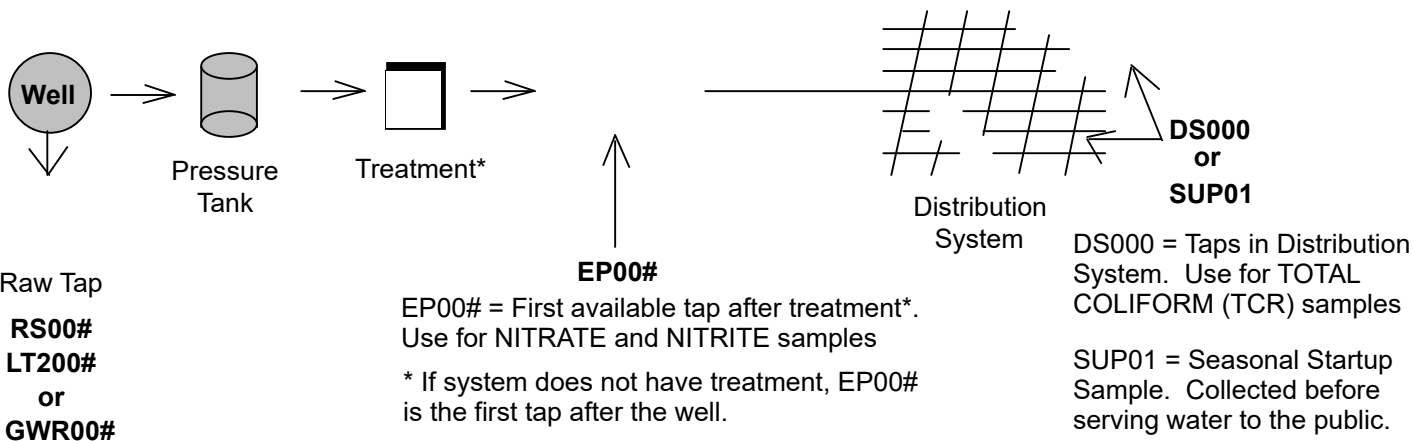 Well
Pressure
Tank
Treatment*
Distribution
System
DS000
or
SUP01
Raw Tap
RS00#
LT200#
or
GWR00#
EP00#
EP00# = First available tap after treatment*.
Use for NITRATE and NITRITE samples
* If system does not have treatment, EP00#
is the first tap after the well.
DS000 = Taps in Distribution
System.  Use for TOTAL
COLIFORM (TCR) samples
SUP01 = Seasonal Startup
Sample.  Collected before
serving water to the public.